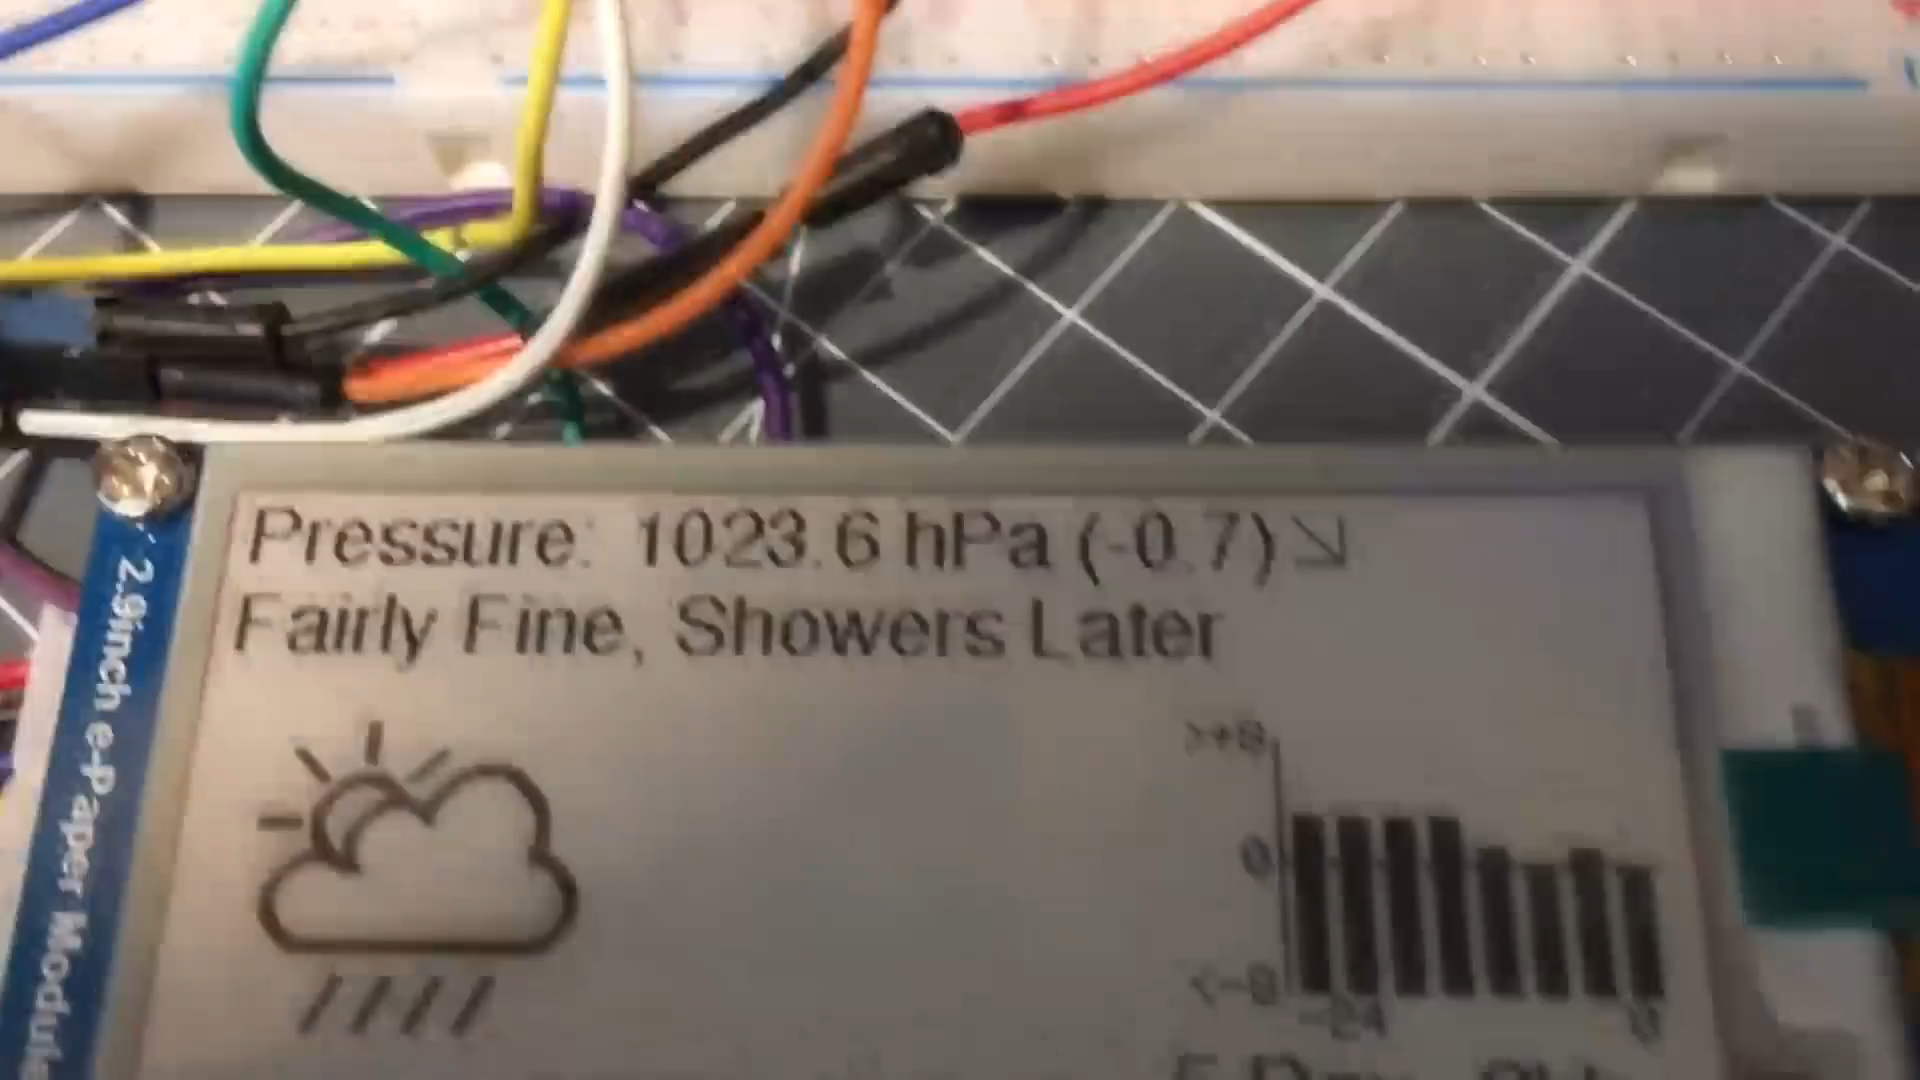 Pressure: 1023.6 hPa (-0.7)↘
Fairly Fine, Showers Later
>+8
0
<-8
-24
0
2.9inch e-Paper Module